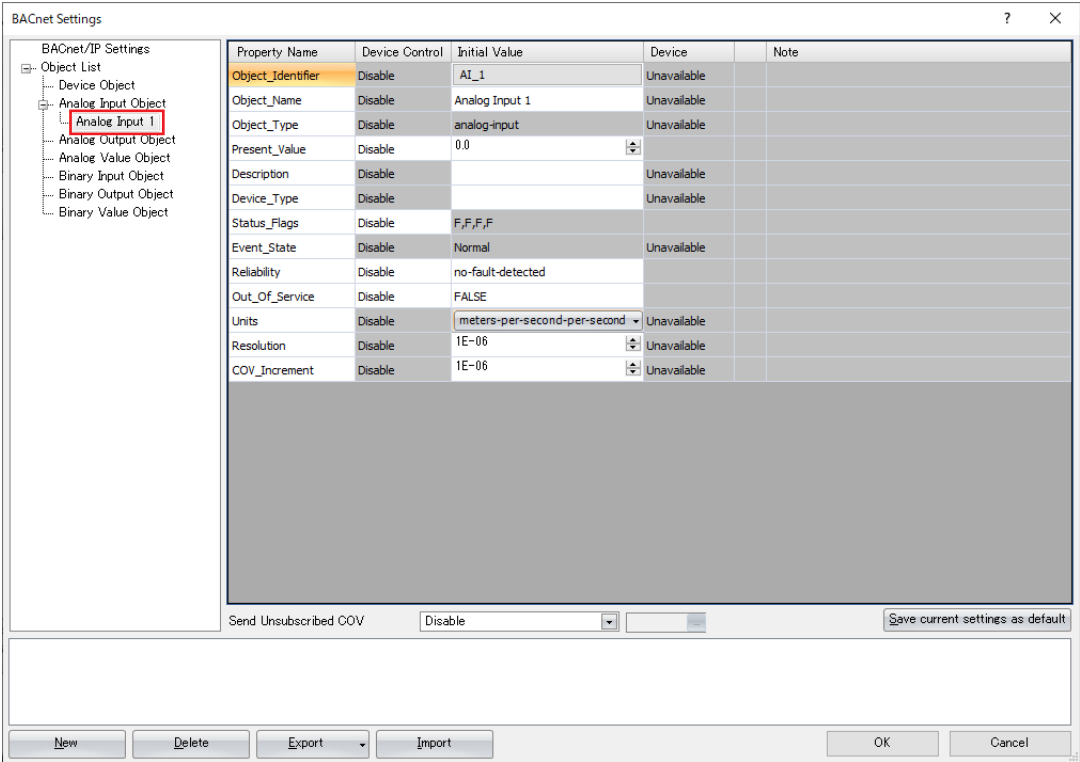 BACnet Settings ? ×
BACnet/IP Settings
Object List
Device Object
Analog Input Object
Analog Input 1
Analog Output Object
Analog Value Object
Binary Input Object
Binary Output Object
Binary Value Object
Property Name Device Control Initial Value Device Note
Object_Identifier Disable AI_1 Unavailable
Object_Name Disable Analog Input 1 Unavailable
Object_Type Disable analog-input Unavailable
Present_Value Disable 0.0
Description Disable Unavailable
Device_Type Disable Unavailable
Status_Flags Disable F,F,F,F
Event_State Disable Normal Unavailable
Reliability Disable no-fault-detected
Out_Of_Service Disable FALSE
Units Disable meters-per-second-per-second Unavailable
Resolution Disable 1E-06 Unavailable
COV_Increment Disable 1E-06 Unavailable
Send Unsubscribed COV Disable ... Save current settings as default
New Delete Export Import OK Cancel